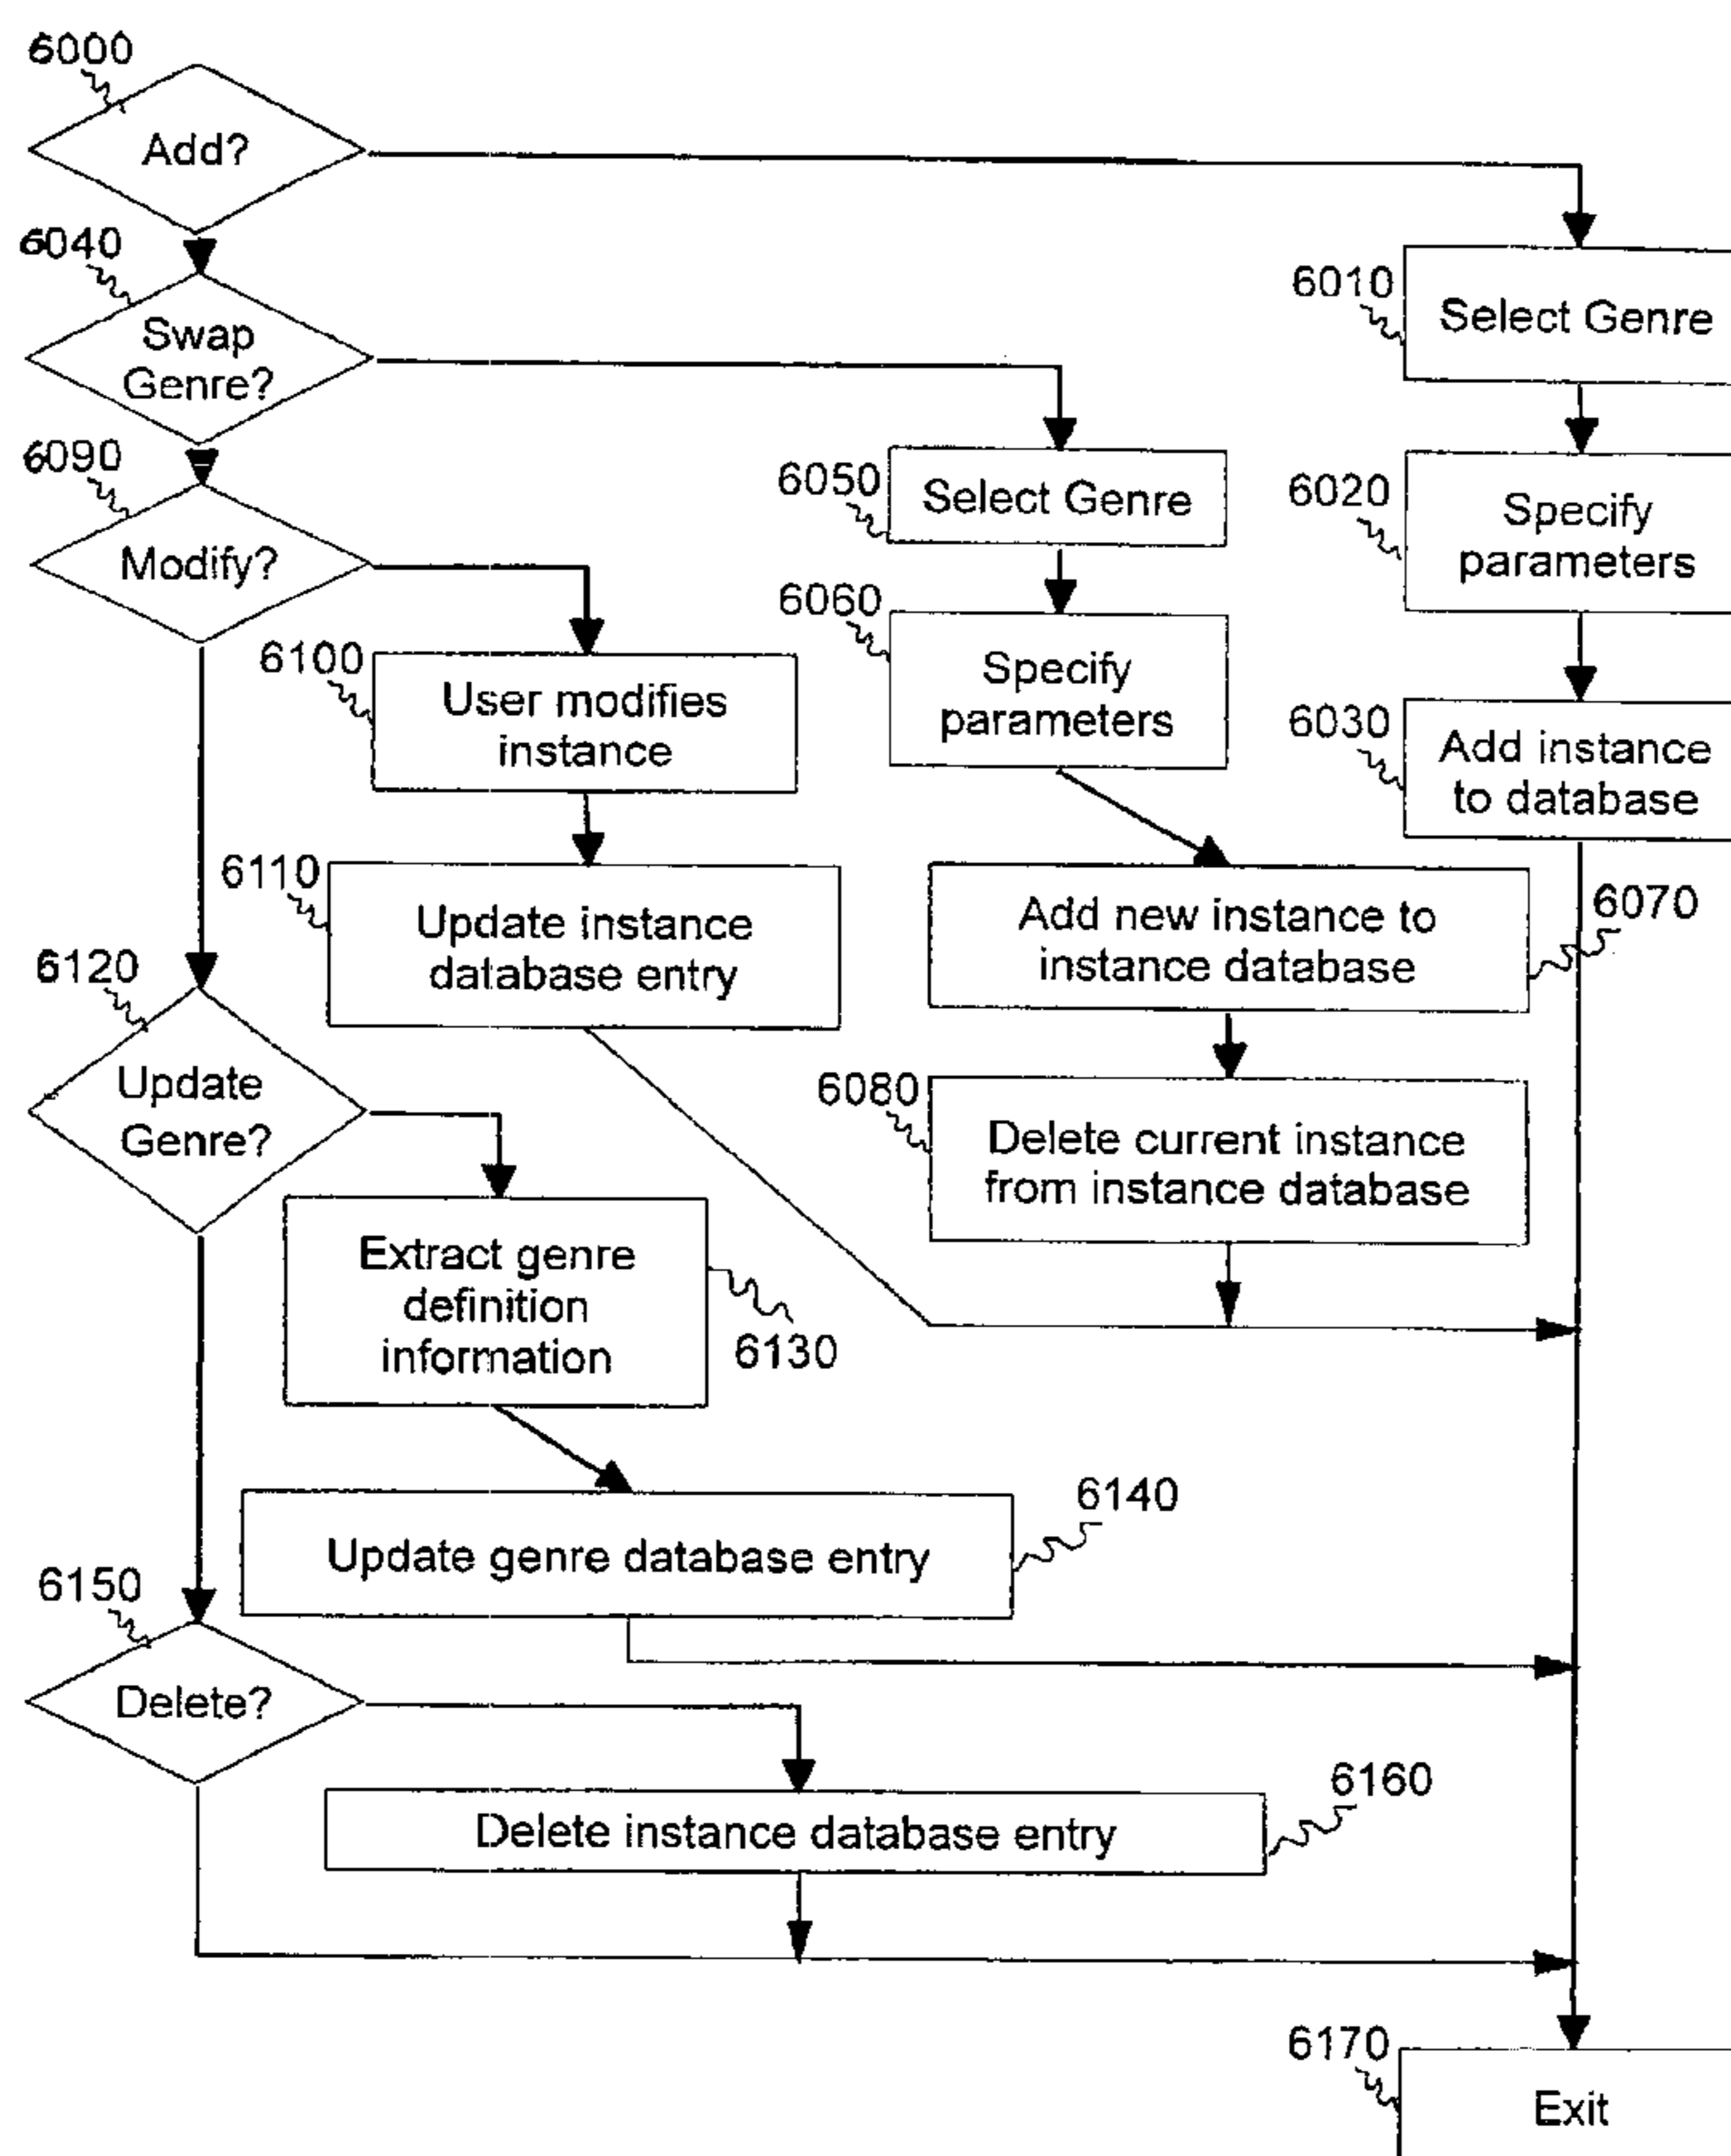 6000
Add?
6040
Swap
Genre?
6010
Select Genre
6090
Modify?
6050
Select Genre
6020
Specify
parameters
6060
Specify
parameters
6100
User modifies
instance
6030
Add instance
to database
6110
Update instance
database entry
Add new instance to
instance database
6070
6120
Update
Genre?
6080
Delete current instance
from instance database
Extract genre
definition
information
6130
6140
Update genre database entry
6150
Delete?
6160
Delete instance database entry
6170
Exit